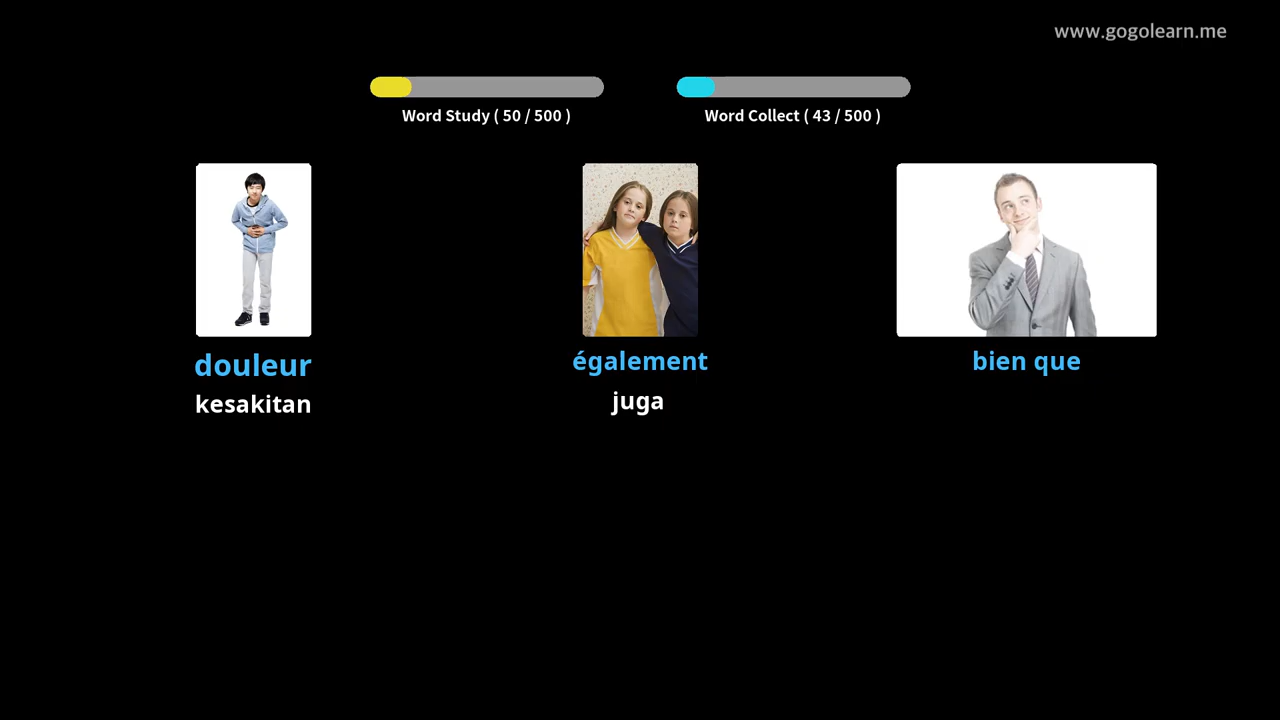 www.gogolearn.me
Word Study ( 50 / 500 )
Word Collect ( 43 / 500 )
douleur
kesakitan
également
juga
bien que